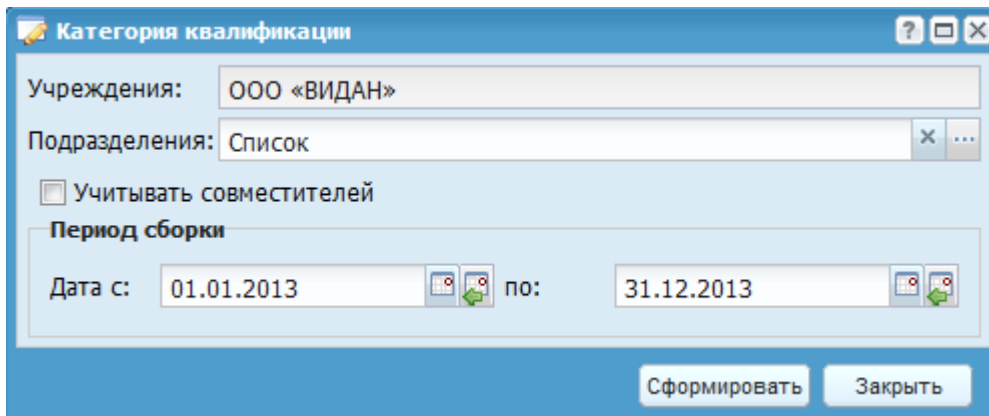 Категория квалификации
Учреждения: ООО «ВИДАН»
Подразделения: Список
Учитывать совместителей
Период сборки
Дата с: 01.01.2013 по: 31.12.2013
Сформировать Закрыть